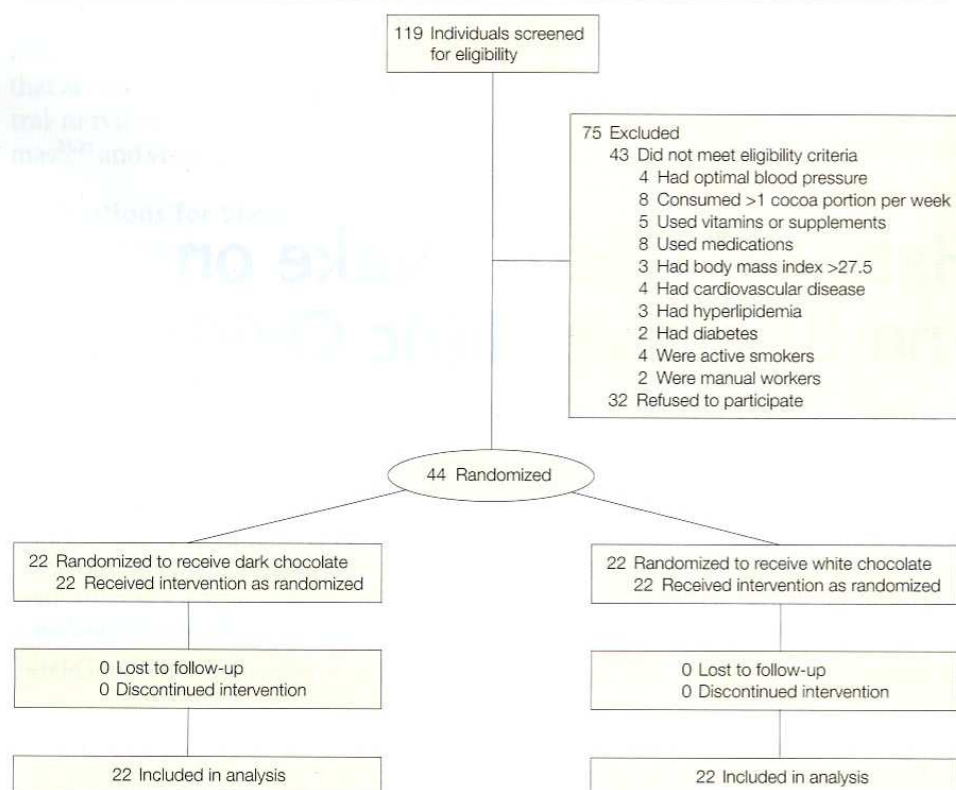 119 Individuals screened
for eligibility
75 Excluded
43 Did not meet eligibility criteria
4 Had optimal blood pressure
8 Consumed >1 cocoa portion per week
5 Used vitamins or supplements
8 Used medications
3 Had body mass index >27.5
4 Had cardiovascular disease
3 Had hyperlipidemia
2 Had diabetes
4 Were active smokers
2 Were manual workers
32 Refused to participate
44 Randomized
22 Randomized to receive dark chocolate
22 Received intervention as randomized
22 Randomized to receive white chocolate
22 Received intervention as randomized
0 Lost to follow-up
0 Discontinued intervention
0 Lost to follow-up
0 Discontinued intervention
22 Included in analysis
22 Included in analysis